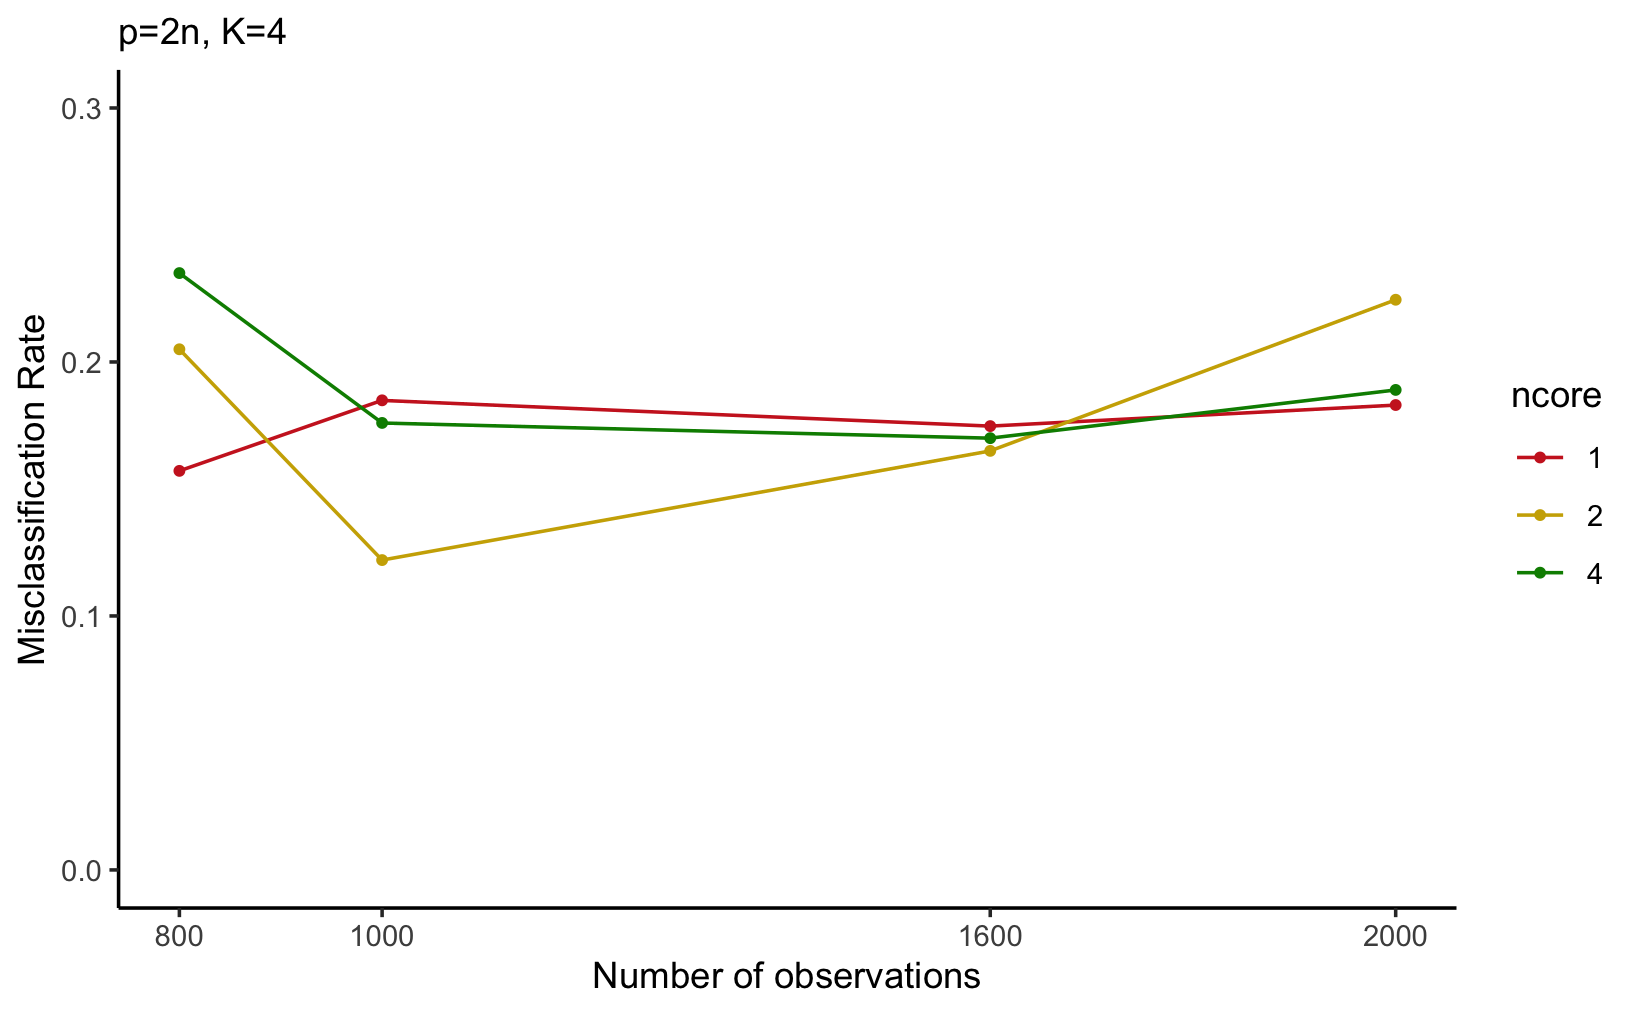 p=2n, K=4
0.3
0.2
0.1
0.0
Misclassification Rate
800 1000 1600 2000
Number of observations
ncore
1
2
4